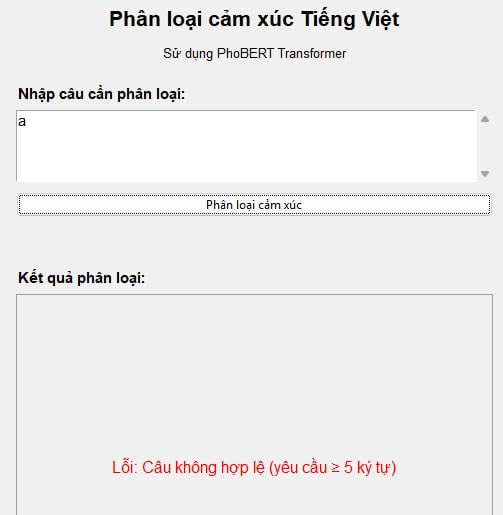 Phân loại cảm xúc Tiếng Việt
Sử dụng PhoBERT Transformer
Nhập câu cần phân loại:
a
Phân loại cảm xúc
Kết quả phân loại:
Lỗi: Câu không hợp lệ (yêu cầu ≥ 5 ký tự)